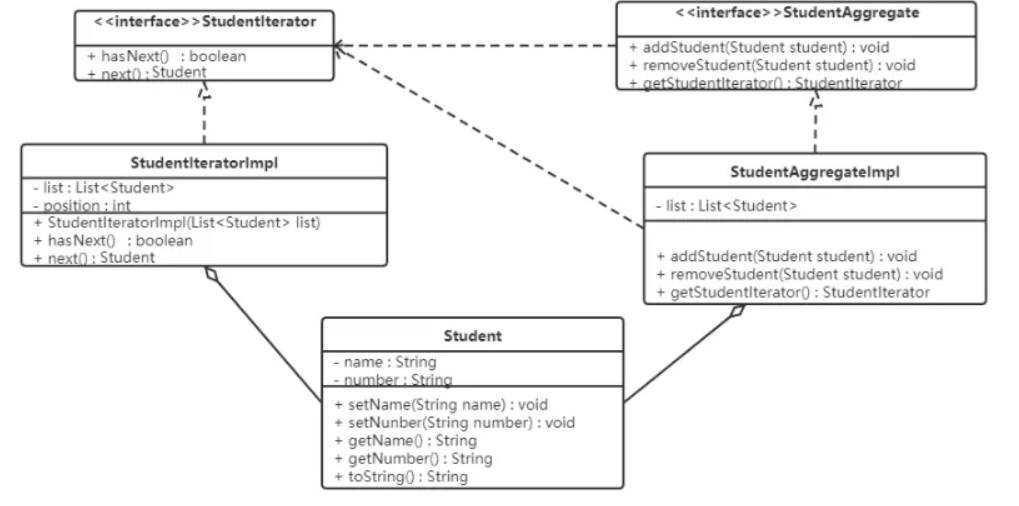 <<interface>>StudentIterator
+ hasNext() : boolean
+ next() : Student
<<interface>>StudentAggregate
+ addStudent(Student student) : void
+ removeStudent(Student student) : void
+ getStudentIterator() : StudentIterator
StudentIteratorImpl
- list : List<Student>
- position : int
+ StudentIteratorImpl(List<Student> list)
+ hasNext() : boolean
+ next() : Student
StudentAggregateImpl
- list : List<Student>
+ addStudent(Student student) : void
+ removeStudent(Student student) : void
+ getStudentIterator() : StudentIterator
Student
- name : String
- number : String
+ setName(String name) : void
+ setNunber(String number) : void
+ getName() : String
+ getNumber() : String
+ toString() : String